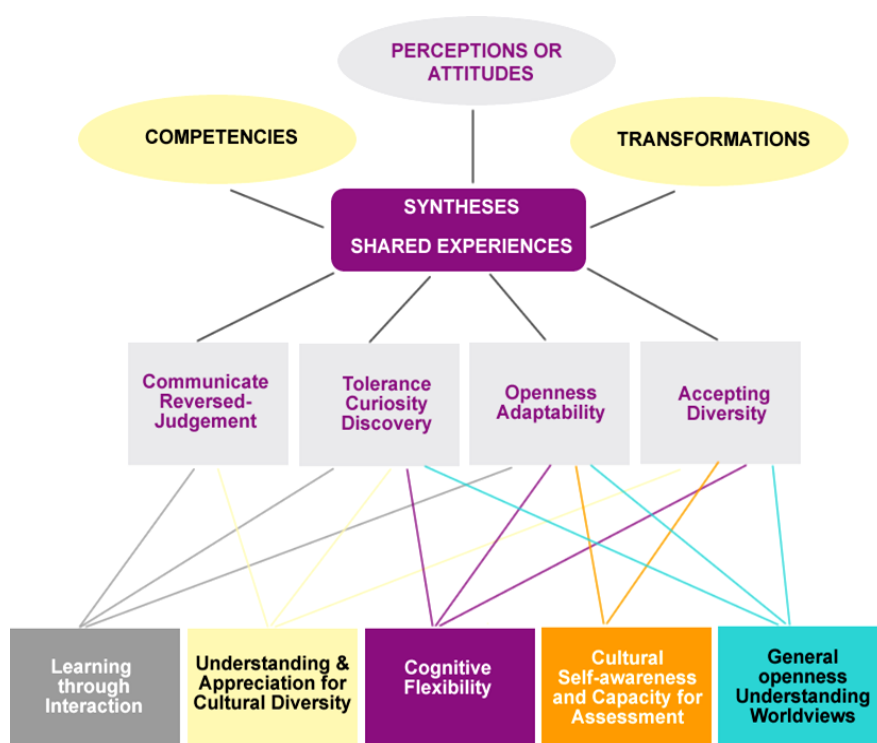 PERCEPTIONS OR
ATTITUDES
COMPETENCIES
TRANSFORMATIONS
SYNTHESES
SHARED EXPERIENCES
Communicate
Reversed-
Judgement
Tolerance
Curiosity
Discovery
Openness
Adaptability
Accepting
Diversity
Learning
through
Interaction
Understanding &
Appreciation for
Cultural Diversity
Cognitive
Flexibility
Cultural
Self-awareness
and Capacity for
Assessment
General
openness
Understanding
Worldviews